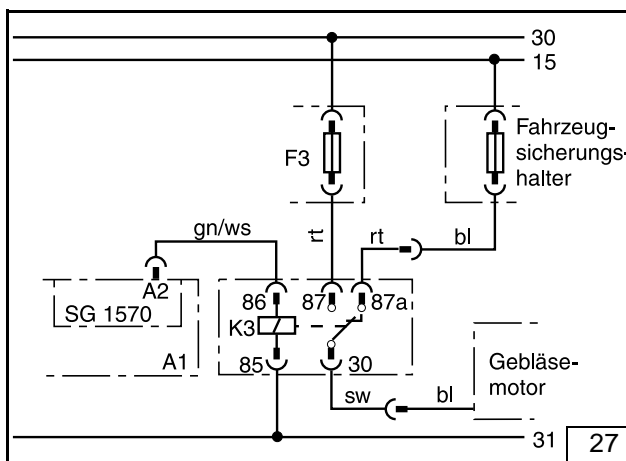 30
15
F3
Fahrzeug-
sicherungs-
halter
gn/ws
rt
rt
bl
A2
SG 1570
A1
86
87
87a
K3
85
30
sw
bl
Gebläse-
motor
31
27